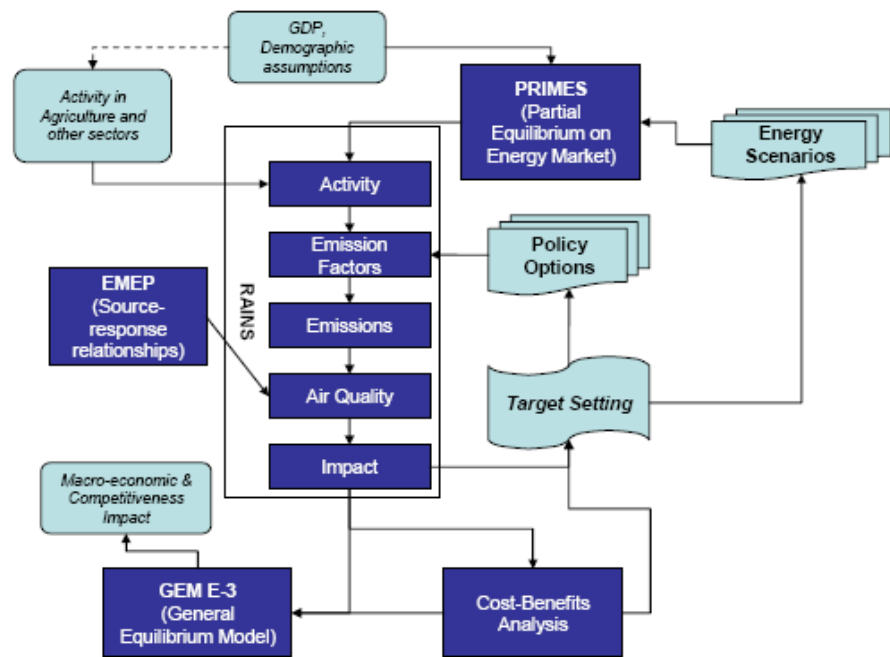 GDP,
Demographic
assumptions
Activity in
Agriculture and
other sectors
PRIMES
(Partial
Equilibrium on
Energy Market)
Energy
Scenarios
Activity
Emission
Factors
Policy
Options
EMEP
(Source-
response
relationships)
RAINS
Emissions
Air Quality
Target Setting
Impact
Macro-economic &
Competitiveness
Impact
GEM E-3
(General
Equilibrium Model)
Cost-Benefits
Analysis